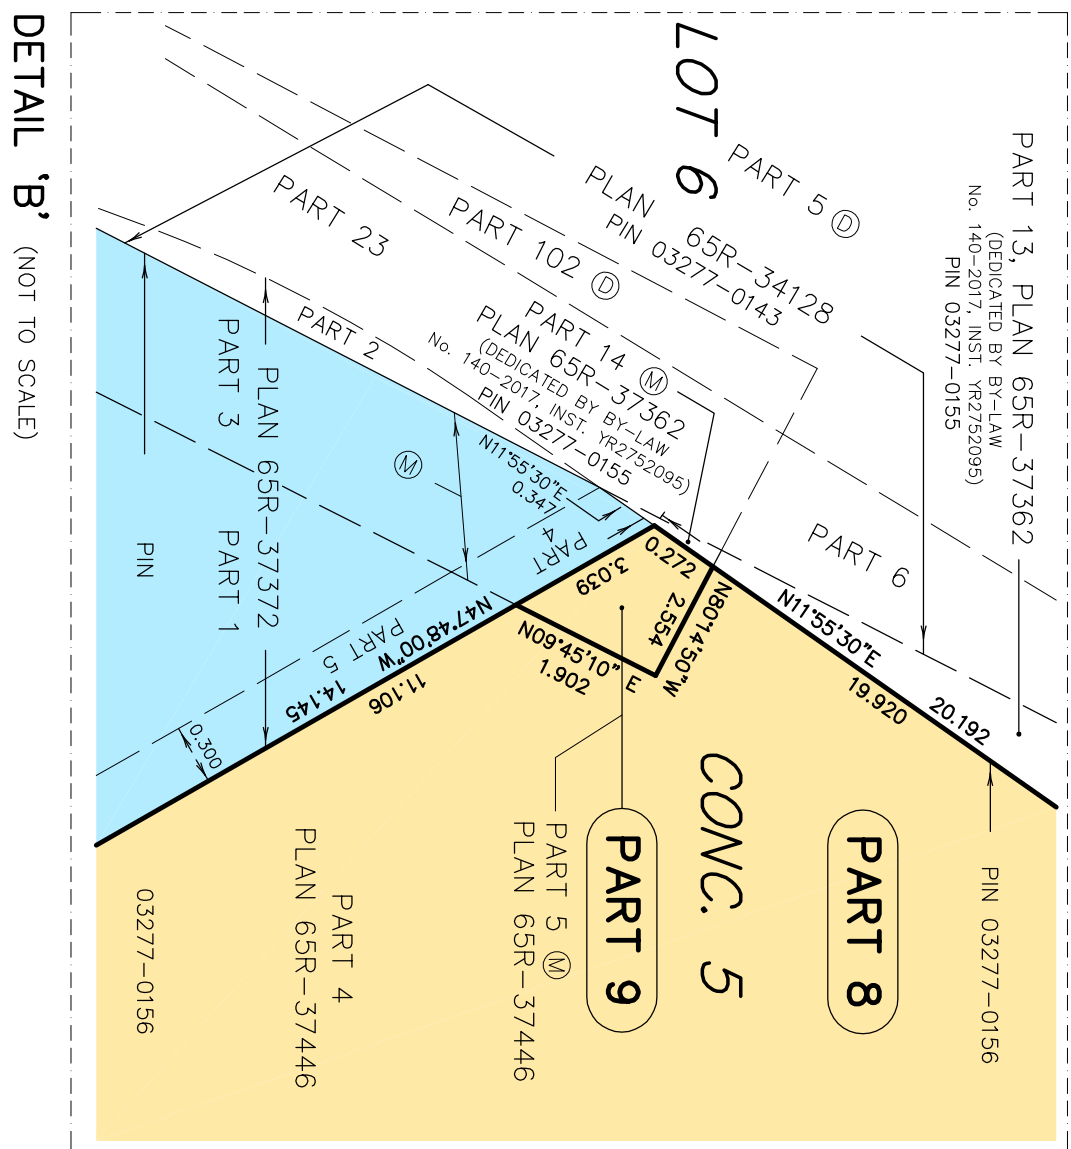 DETAIL 'B' (NOT TO SCALE)
LOT 6
PART 5 Ⓓ
PLAN 65R-34128
PIN 03277-0143
PART 13, PLAN 65R-37362
(DEDICATED BY BY-LAW
No. 140-2017, INST. YR2752095)
PIN 03277-0155
PART 23
PART 102 Ⓓ
PART 14 Ⓜ
PLAN 65R-37362
(DEDICATED BY BY-LAW
No. 140-2017, INST. YR2752095)
PIN 03277-0155
PART 2
PART 6
PLAN 65R-37372
PART 3
PART 1
Ⓜ
N11°55'30"E
0.347
PART
4
PART 5
PIN
03277-0156
0.272
3.039
2.554
N80°14'50"W
N09°45'10" E
1.902
N11°55'30"E
19.920
20.192
N47°48'00"W
11.106
14.145
0.300
CONC. 5
PART 8
PART 9
PIN 03277-0156
PART 5 Ⓜ
PLAN 65R-37446
PART 4
PLAN 65R-37446